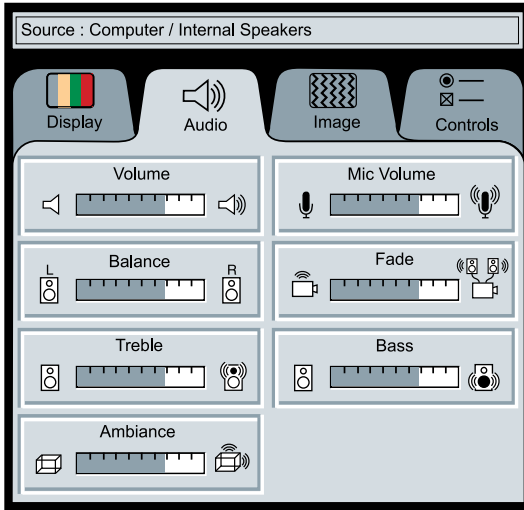 Source : Computer / Internal Speakers
Display
Audio
Image
Controls
Volume
Mic Volume
Balance
L
R
Fade
Treble
Bass
Ambiance